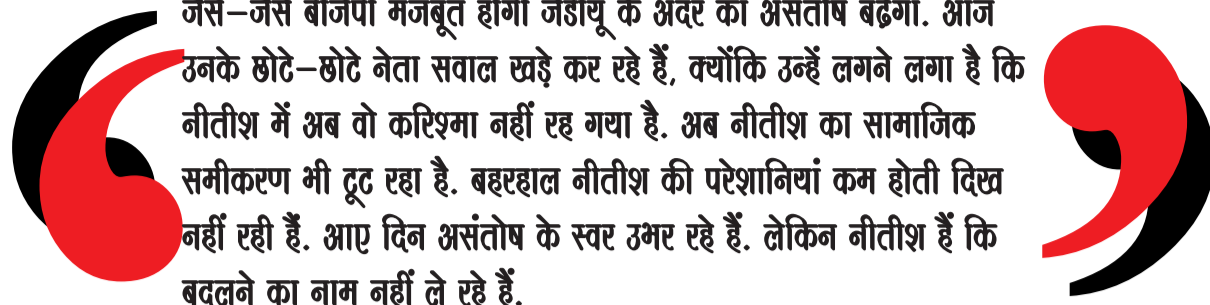 जैसे–जैसे बीजेपी मजबूत होगी जेडीयू के अंदर का असंतोष बढ़ेगा. आज
उनके छोटे–छोटे नेता सवाल खड़े कर रहे हैं, क्योंकि उन्हें लगने लगा है कि
नीतीश में अब वो करिश्मा नहीं रह गया है. अब नीतीश का सामाजिक
समीकरण भी टूट रहा है. बहरहाल नीतीश की परेशानियां कम होती दिख
नहीं रही हैं. आए दिन असंतोष के स्वर उभर रहे हैं. लेकिन नीतीश हैं कि
बदलने का नाम नहीं ले रहे हैं.